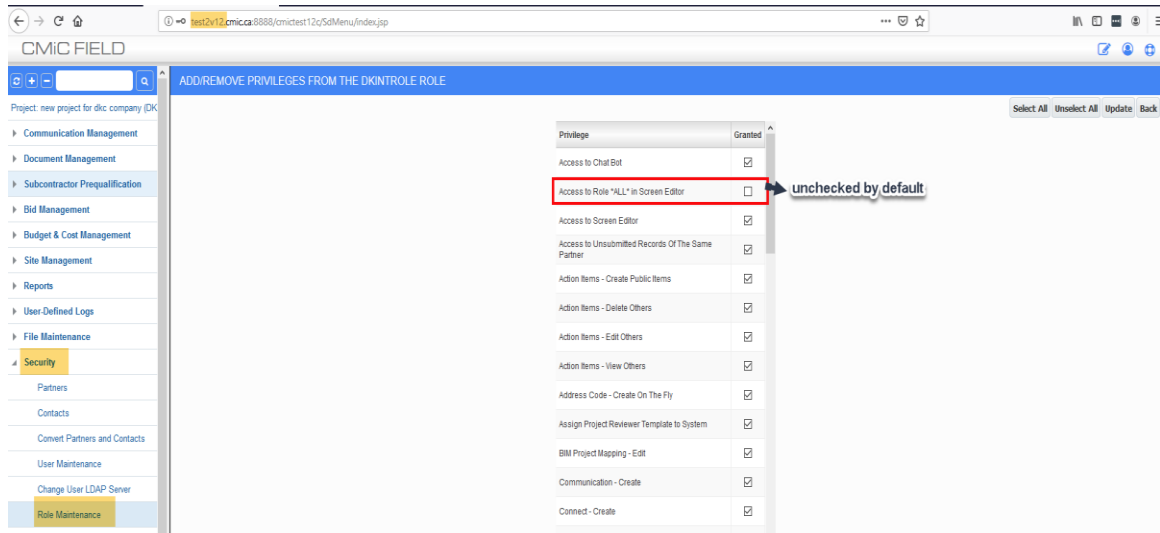 test2v12.cmic.ca:8888/cmictest12c/SdMenu/index.jsp
CMiC FIELD
ADD/REMOVE PRIVILEGES FROM THE DKINTROLE ROLE
Project: new project for dkc company (DK
Select All Unselect All Update Back
Communication Management
Document Management
Subcontractor Prequalification
Bid Management
Budget & Cost Management
Site Management
Reports
User-Defined Logs
File Maintenance
Security
Partners
Contacts
Convert Partners and Contacts
User Maintenance
Change User LDAP Server
Role Maintenance
Privilege Granted
Access to Chat Bot
Access to Role "ALL" in Screen Editor
unchecked by default
Access to Screen Editor
Access to Unsubmitted Records Of The Same
Partner
Action Items - Create Public Items
Action Items - Delete Others
Action Items - Edit Others
Action Items - View Others
Address Code - Create On The Fly
Assign Project Reviewer Template to System
BIM Project Mapping - Edit
Communication - Create
Connect - Create